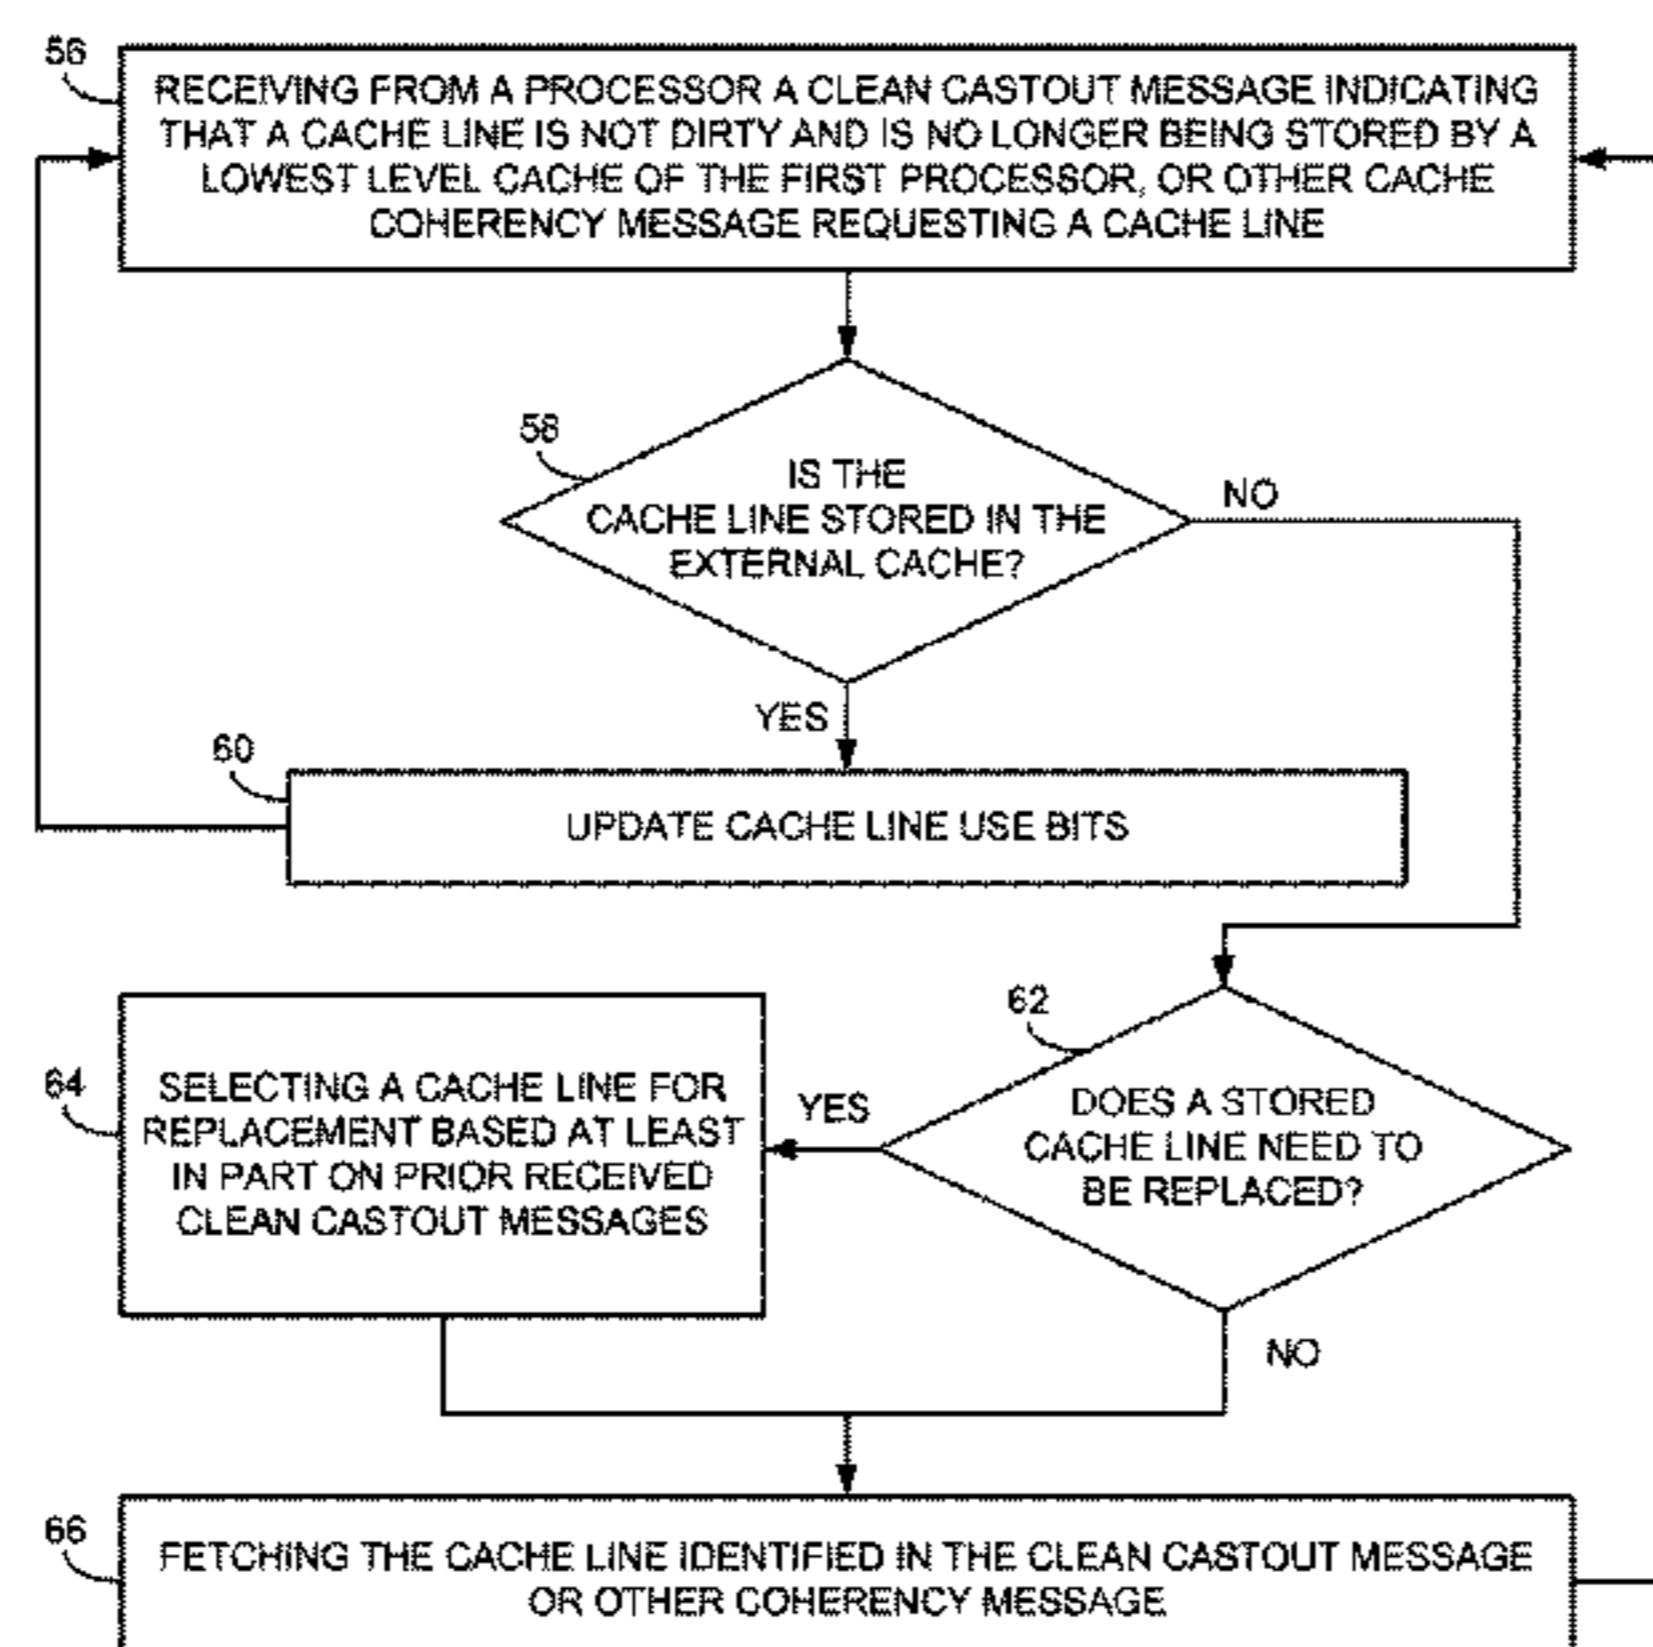 56
RECEIVING FROM A PROCESSOR A CLEAN CASTOUT MESSAGE INDICATING
THAT A CACHE LINE IS NOT DIRTY AND IS NO LONGER BEING STORED BY A
LOWEST LEVEL CACHE OF THE FIRST PROCESSOR, OR OTHER CACHE
COHERENCY MESSAGE REQUESTING A CACHE LINE
58
IS THE
CACHE LINE STORED IN THE
EXTERNAL CACHE?
NO
YES
60
UPDATE CACHE LINE USE BITS
62
DOES A STORED
CACHE LINE NEED TO
BE REPLACED?
YES
NO
64
SELECTING A CACHE LINE FOR
REPLACEMENT BASED AT LEAST
IN PART ON PRIOR RECEIVED
CLEAN CASTOUT MESSAGES
66
FETCHING THE CACHE LINE IDENTIFIED IN THE CLEAN CASTOUT MESSAGE
OR OTHER COHERENCY MESSAGE